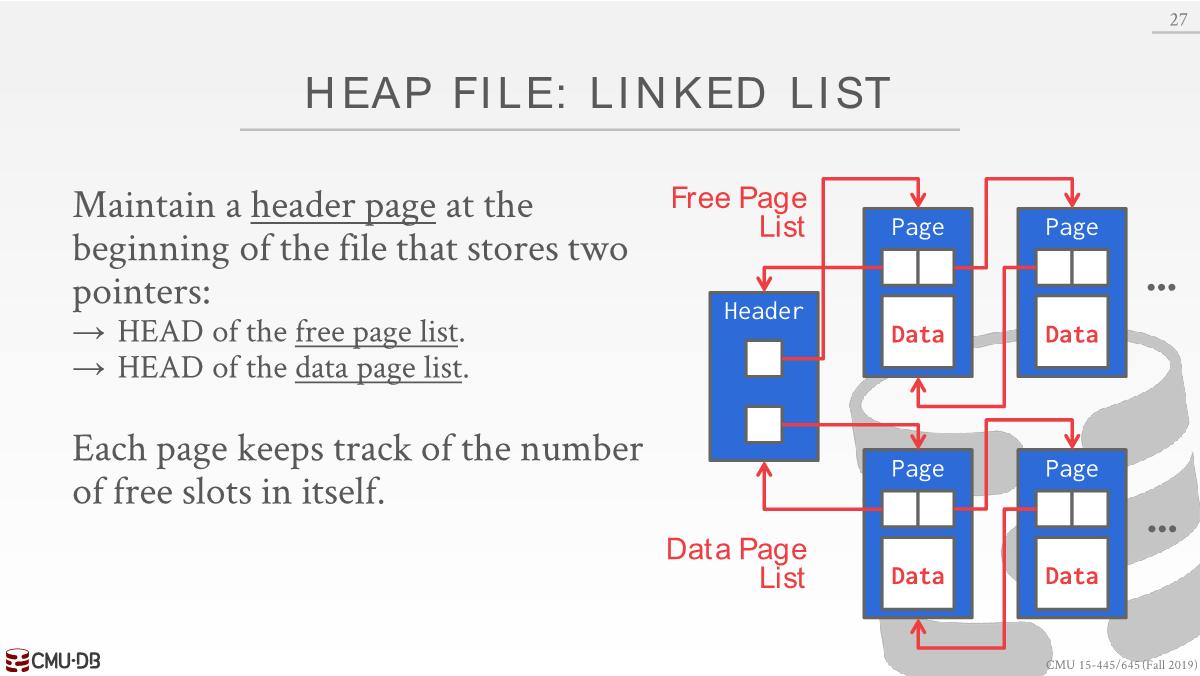 27
HEAP FILE: LINKED LIST
Maintain a header page at the
beginning of the file that stores two
pointers:
→ HEAD of the free page list.
→ HEAD of the data page list.
Each page keeps track of the number
of free slots in itself.
Free Page
List
Page
Page
Data
Data
...
Header
Page
Page
Data
Data
...
Data Page
List
CMU·DB
CMU 15-445/645 (Fall 2019)